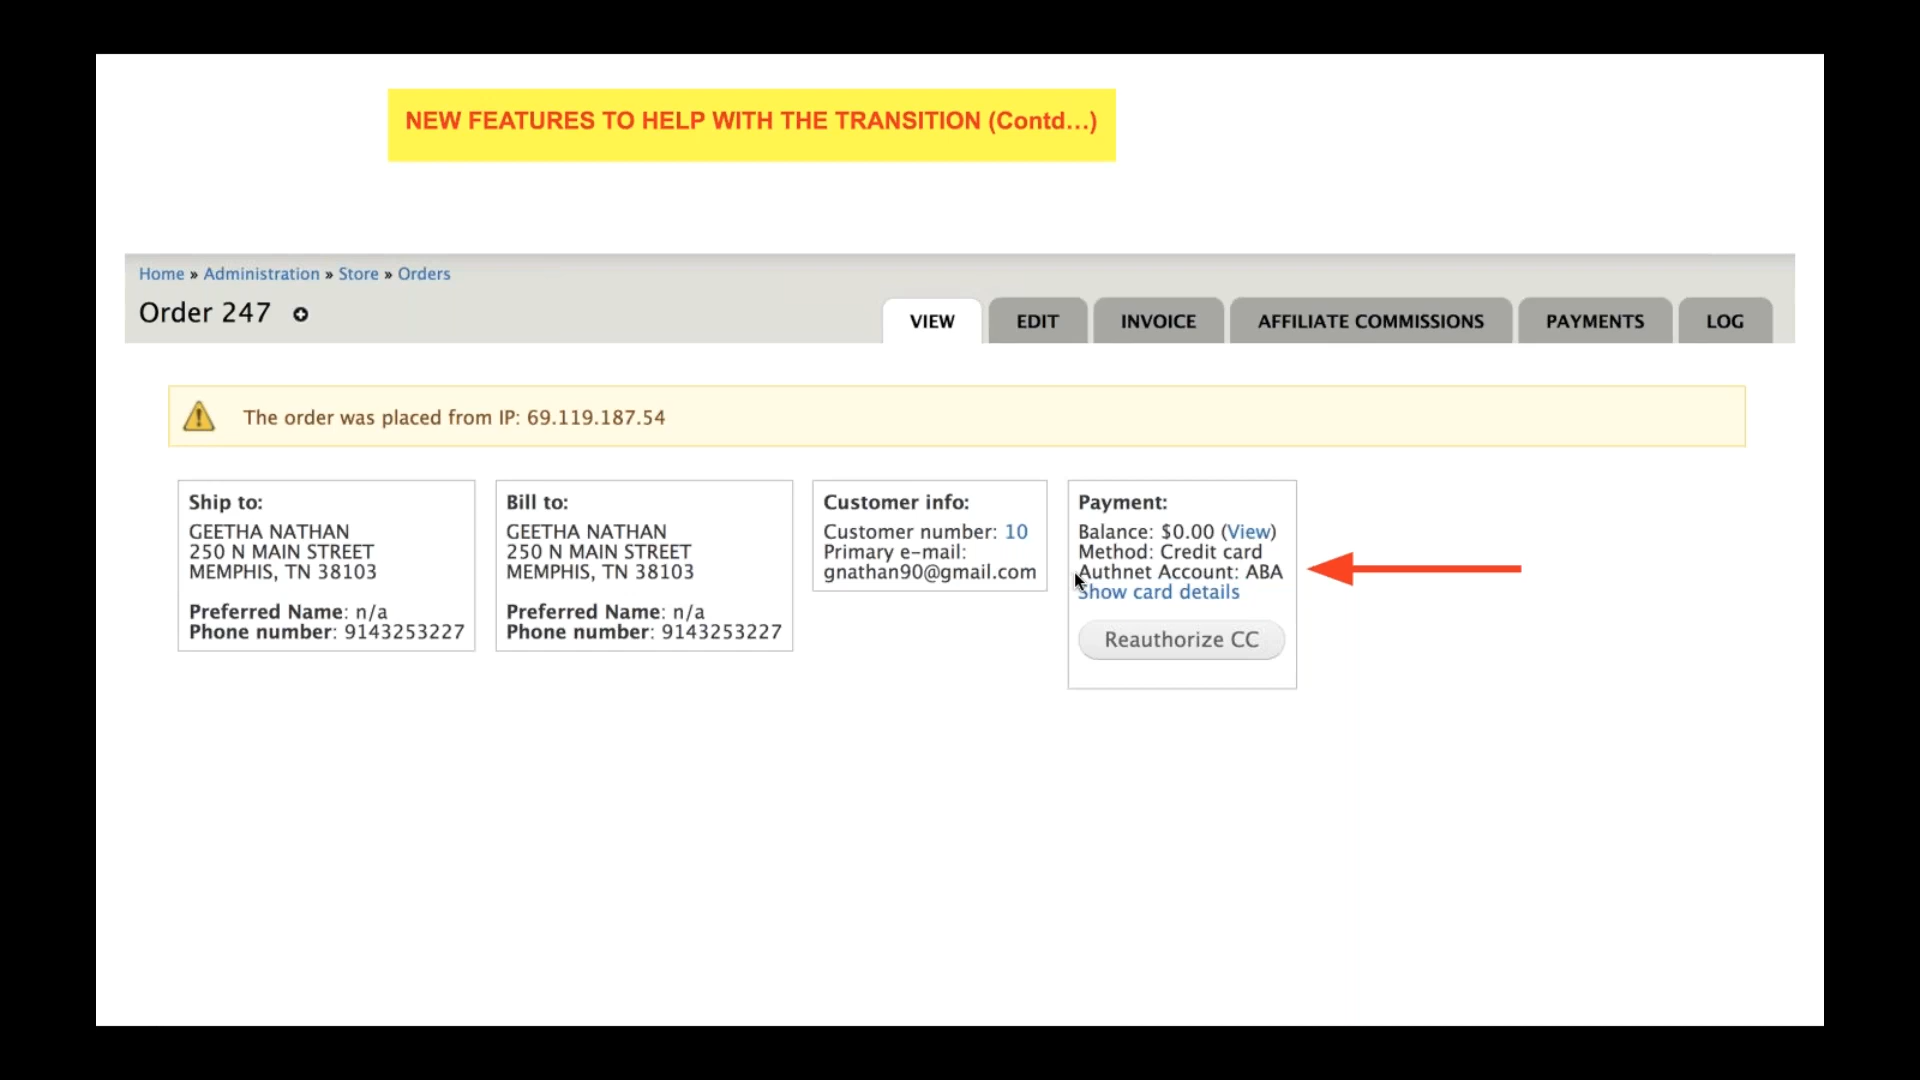 NEW FEATURES TO HELP WITH THE TRANSITION (Contd...)
Home » Administration » Store » Orders
Order 247
VIEW
EDIT
INVOICE
AFFILIATE COMMISSIONS
PAYMENTS
LOG
The order was placed from IP: 69.119.187.54
Ship to:
GEETHA NATHAN
250 N MAIN STREET
MEMPHIS, TN 38103
Preferred Name: n/a
Phone number: 9143253227
Bill to:
GEETHA NATHAN
250 N MAIN STREET
MEMPHIS, TN 38103
Preferred Name: n/a
Phone number: 9143253227
Customer info:
Customer number: 10
Primary e-mail:
gnathan90@gmail.com
Payment:
Balance: $0.00 (View)
Method: Credit card
Authnet Account: ABA
Show card details
Reauthorize CC